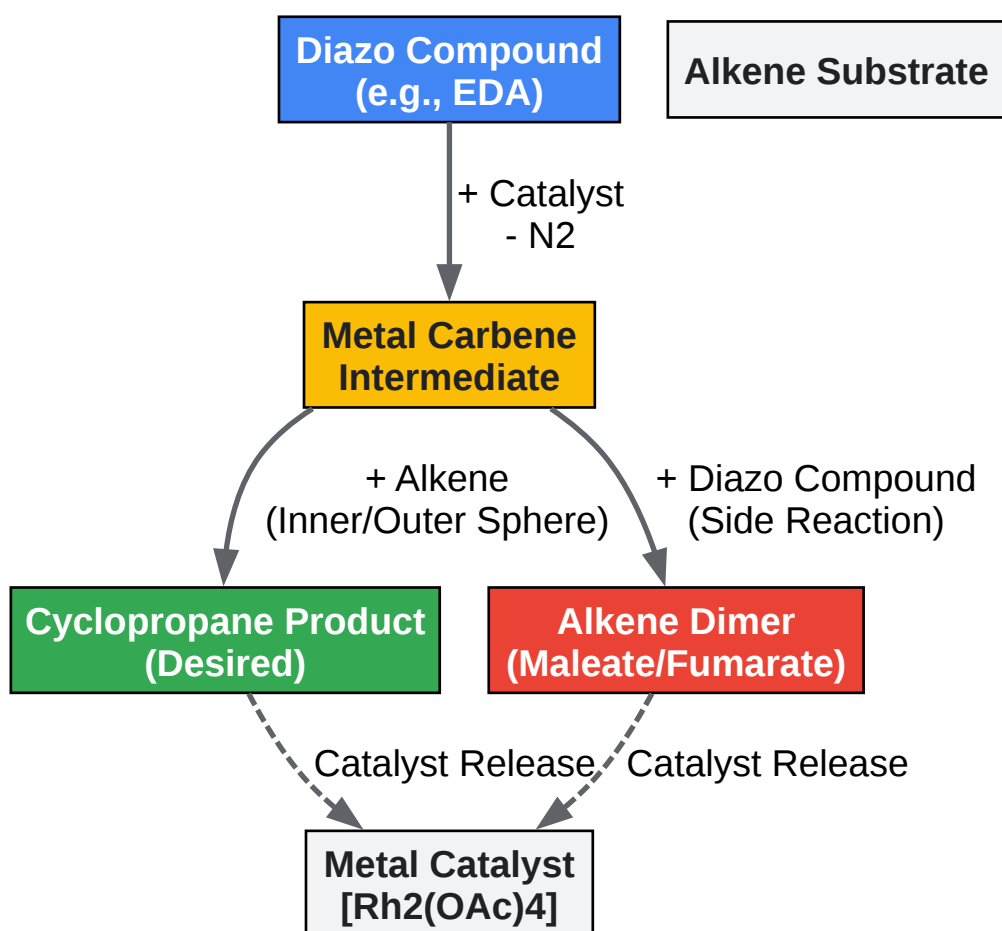 Diazo Compound
(e.g., EDA)
Alkene Substrate
+ Catalyst
- N2
Metal Carbene
Intermediate
+ Alkene
(Inner/Outer Sphere)
+ Diazo Compound
(Side Reaction)
Cyclopropane Product
(Desired)
Alkene Dimer
(Maleate/Fumarate)
Catalyst Release
Catalyst Release
Metal Catalyst
[Rh2(OAc)4]